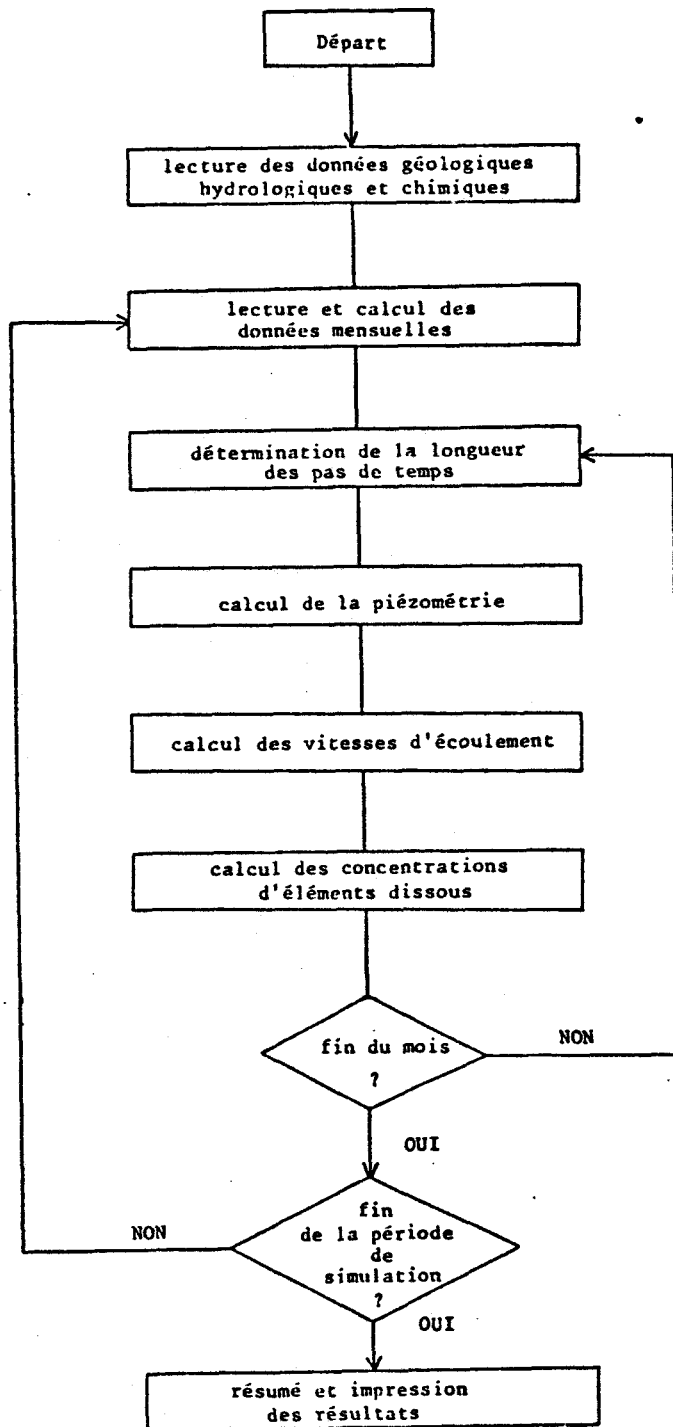 Départ
lecture des données géologiques
hydrologiques et chimiques
lecture et calcul des
données mensuelles
détermination de la longueur
des pas de temps
calcul de la piézométrie
calcul des vitesses d'écoulement
calcul des concentrations
d'éléments dissous
fin du mois
?
NON
OUI
fin
de la période
de
simulation
?
NON
OUI
résumé et impression
des résultats